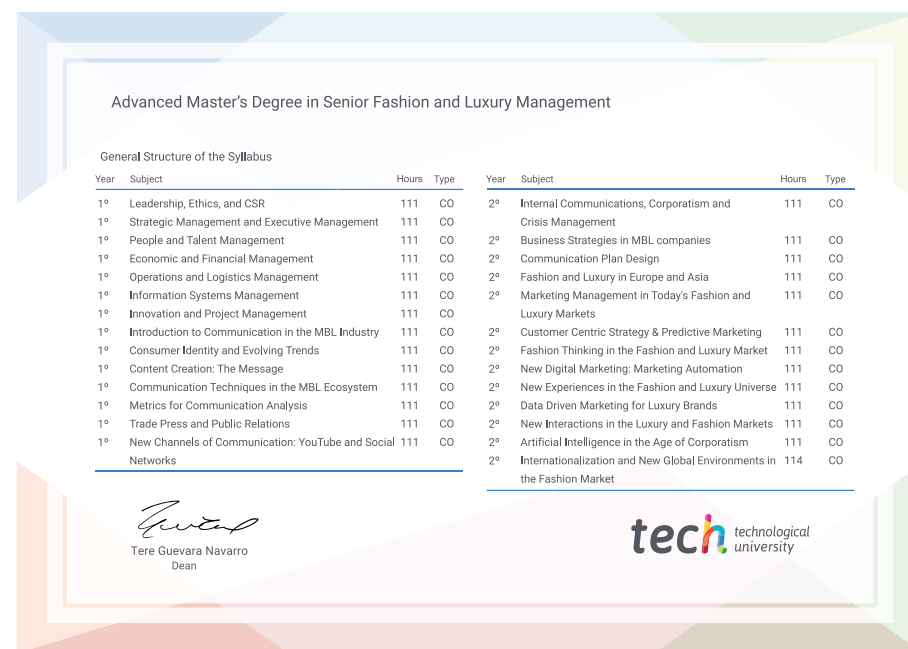 Advanced Master's Degree in Senior Fashion and Luxury Management
General Structure of the Syllabus
Year Subject Hours Type
1º Leadership, Ethics, and CSR 111 CO
1º Strategic Management and Executive Management 111 CO
1º People and Talent Management 111 CO
1º Economic and Financial Management 111 CO
1º Operations and Logistics Management 111 CO
1º Information Systems Management 111 CO
1º Innovation and Project Management 111 CO
1º Introduction to Communication in the MBL Industry 111 CO
1º Consumer Identity and Evolving Trends 111 CO
1º Content Creation: The Message 111 CO
1º Communication Techniques in the MBL Ecosystem 111 CO
1º Metrics for Communication Analysis 111 CO
1º Trade Press and Public Relations 111 CO
1º New Channels of Communication: YouTube and Social 111 CO
Networks
Year Subject Hours Type
2º Internal Communications, Corporatism and 111 CO
Crisis Management
2º Business Strategies in MBL companies 111 CO
2º Communication Plan Design 111 CO
2º Fashion and Luxury in Europe and Asia 111 CO
2º Marketing Management in Today's Fashion and 111 CO
Luxury Markets
2º Customer Centric Strategy & Predictive Marketing 111 CO
2º Fashion Thinking in the Fashion and Luxury Market 111 CO
2º New Digital Marketing: Marketing Automation 111 CO
2º New Experiences in the Fashion and Luxury Universe 111 CO
2º Data Driven Marketing for Luxury Brands 111 CO
2º New Interactions in the Luxury and Fashion Markets 111 CO
2º Artificial Intelligence in the Age of Corporatism 111 CO
2º Internationalization and New Global Environments in 114 CO
the Fashion Market
Tere Guevara Navarro
Dean
tech technological
university